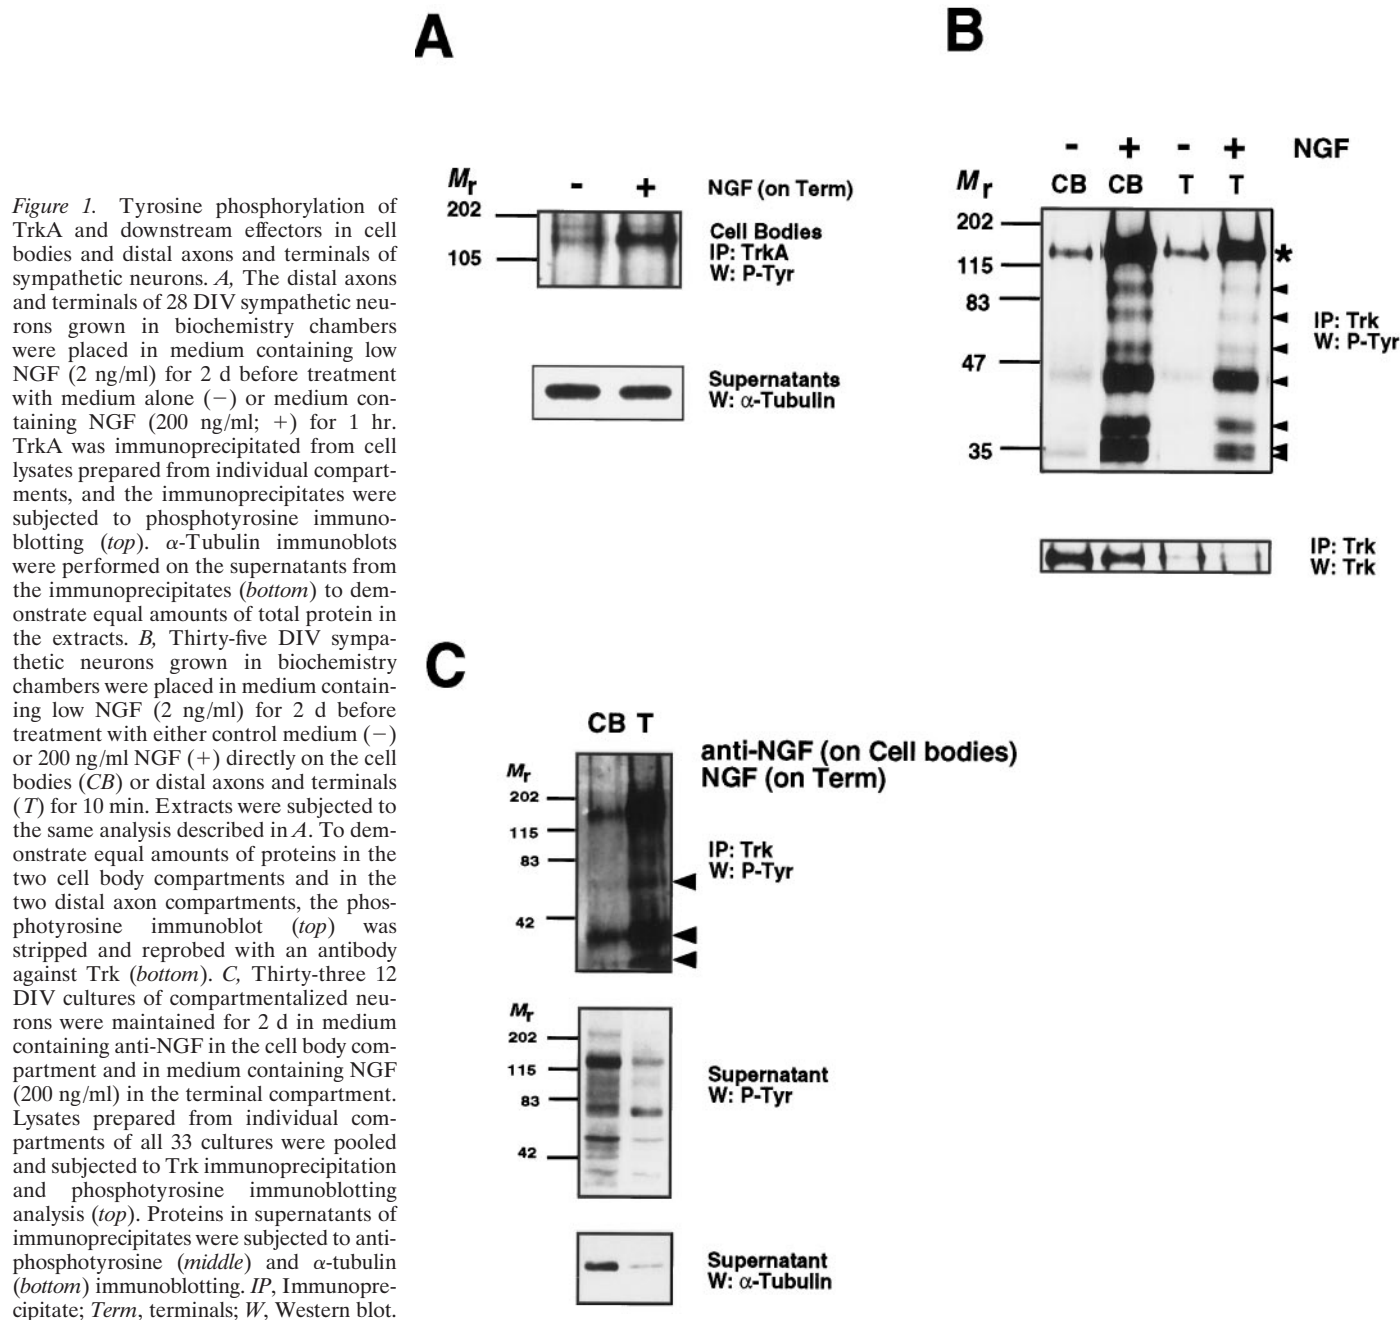 Figure 1. Tyrosine phosphorylation of
TrkA and downstream effectors in cell
bodies and distal axons and terminals of
sympathetic neurons. A, The distal axons
and terminals of 28 DIV sympathetic neu-
rons grown in biochemistry chambers
were placed in medium containing low
NGF (2 ng/ml) for 2 d before treatment
with medium alone (−) or medium con-
taining NGF (200 ng/ml; +) for 1 hr.
TrkA was immunoprecipitated from cell
lysates prepared from individual compart-
ments, and the immunoprecipitates were
subjected to phosphotyrosine immuno-
blotting (top). α-Tubulin immunoblots
were performed on the supernatants from
the immunoprecipitates (bottom) to dem-
onstrate equal amounts of total protein in
the extracts. B, Thirty-five DIV sympa-
thetic neurons grown in biochemistry
chambers were placed in medium contain-
ing low NGF (2 ng/ml) for 2 d before
treatment with either control medium (−)
or 200 ng/ml NGF (+) directly on the cell
bodies (CB) or distal axons and terminals
(T) for 10 min. Extracts were subjected to
the same analysis described in A. To dem-
onstrate equal amounts of proteins in the
two cell body compartments and in the
two distal axon compartments, the phos-
photyrosine immunoblot (top) was
stripped and reprobed with an antibody
against Trk (bottom). C, Thirty-three 12
DIV cultures of compartmentalized neu-
rons were maintained for 2 d in medium
containing anti-NGF in the cell body com-
partment and in medium containing NGF
(200 ng/ml) in the terminal compartment.
Lysates prepared from individual com-
partments of all 33 cultures were pooled
and subjected to Trk immunoprecipitation
and phosphotyrosine immunoblotting
analysis (top). Proteins in supernatants of
immunoprecipitates were subjected to anti-
phosphotyrosine (middle) and α-tubulin
(bottom) immunoblotting. IP, Immunopre-
cipitate; Term, terminals; W, Western blot.
A
Mr - + NGF (on Term)
202
105
Cell Bodies
IP: TrkA
W: P-Tyr
Supernatants
W: α-Tubulin
B
- + - + NGF
Mr CB CB T T
202
115
83
47
35
*
IP: Trk
W: P-Tyr
IP: Trk
W: Trk
C
CB T
anti-NGF (on Cell bodies)
NGF (on Term)
Mr
202
115
83
42
IP: Trk
W: P-Tyr
Mr
202
115
83
42
Supernatant
W: P-Tyr
Supernatant
W: α-Tubulin